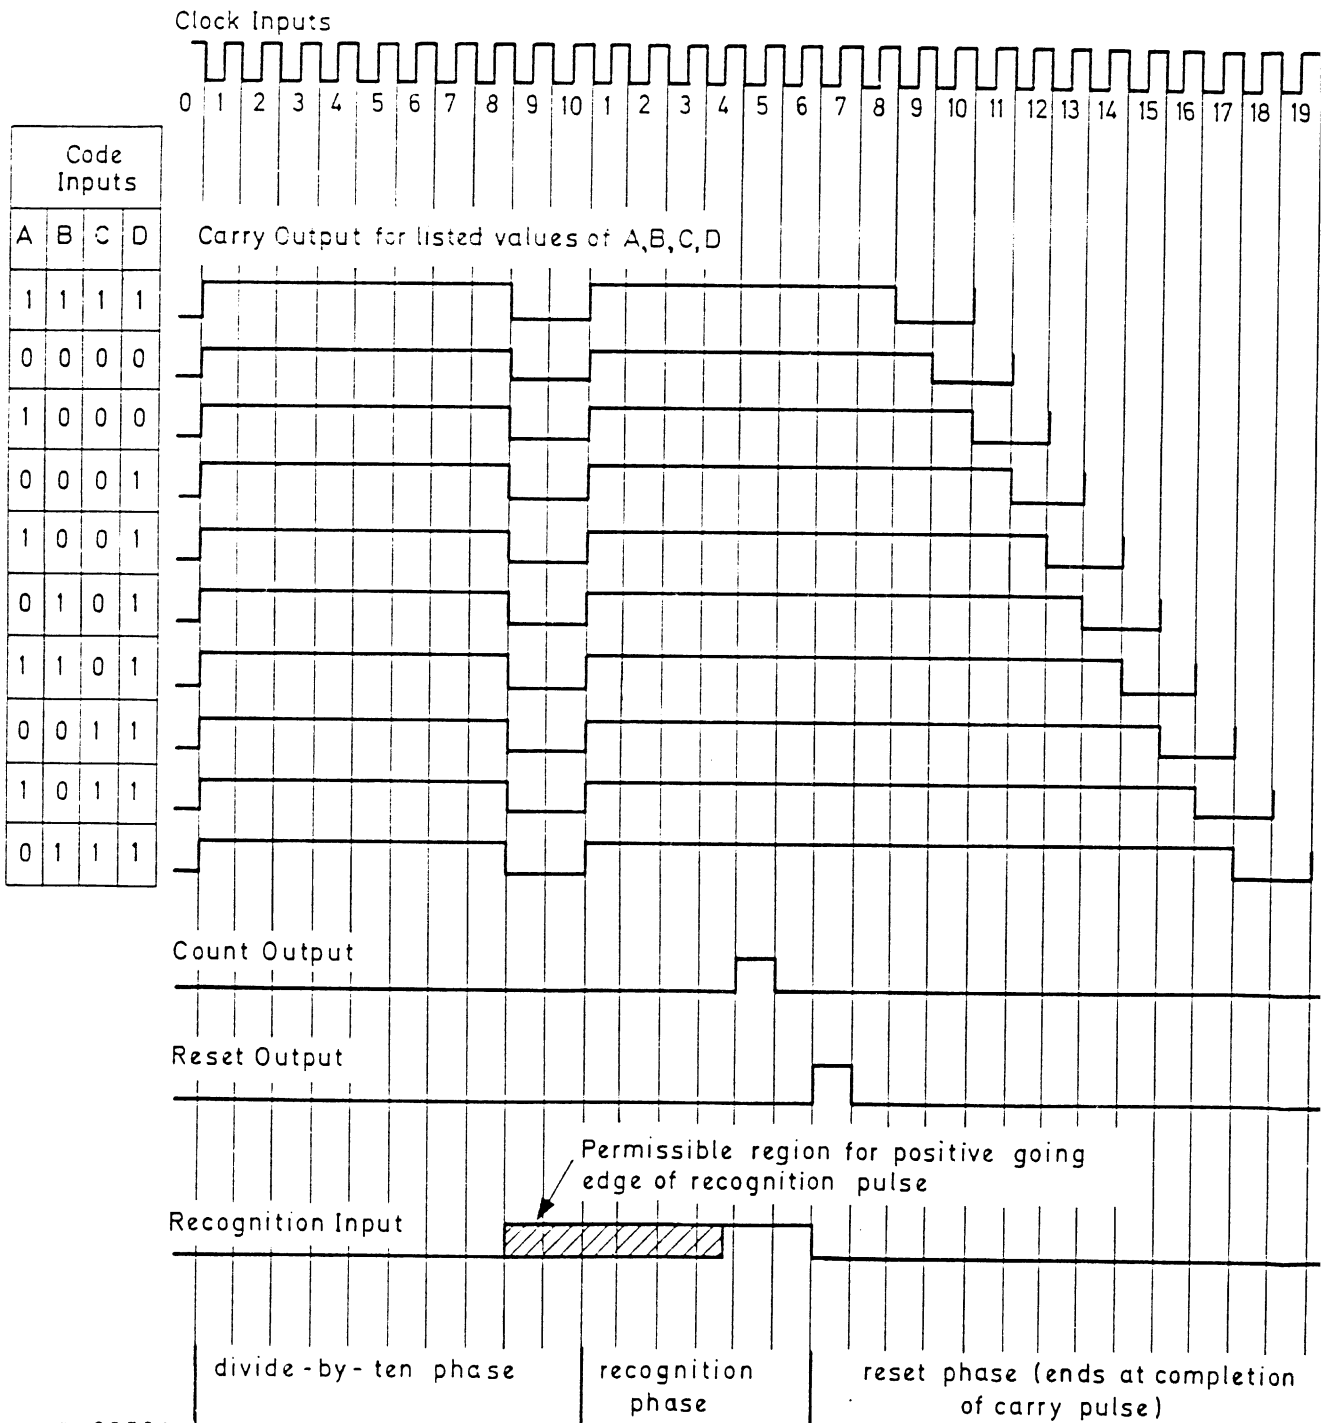 Clock Inputs
0 1 2 3 4 5 6 7 8 9 10 1 2 3 4 5 6 7 8 9 10 11 12 13 14 15 16 17 18 19
Code
Inputs
A B C D
Carry Output for listed values of A,B,C,D
1 1 1 1
0 0 0 0
1 0 0 0
0 0 0 1
1 0 0 1
0 1 0 1
1 1 0 1
0 0 1 1
1 0 1 1
0 1 1 1
Count Output
Reset Output
Permissible region for positive going
edge of recognition pulse
Recognition Input
divide-by-ten phase
recognition
phase
reset phase (ends at completion
of carry pulse)